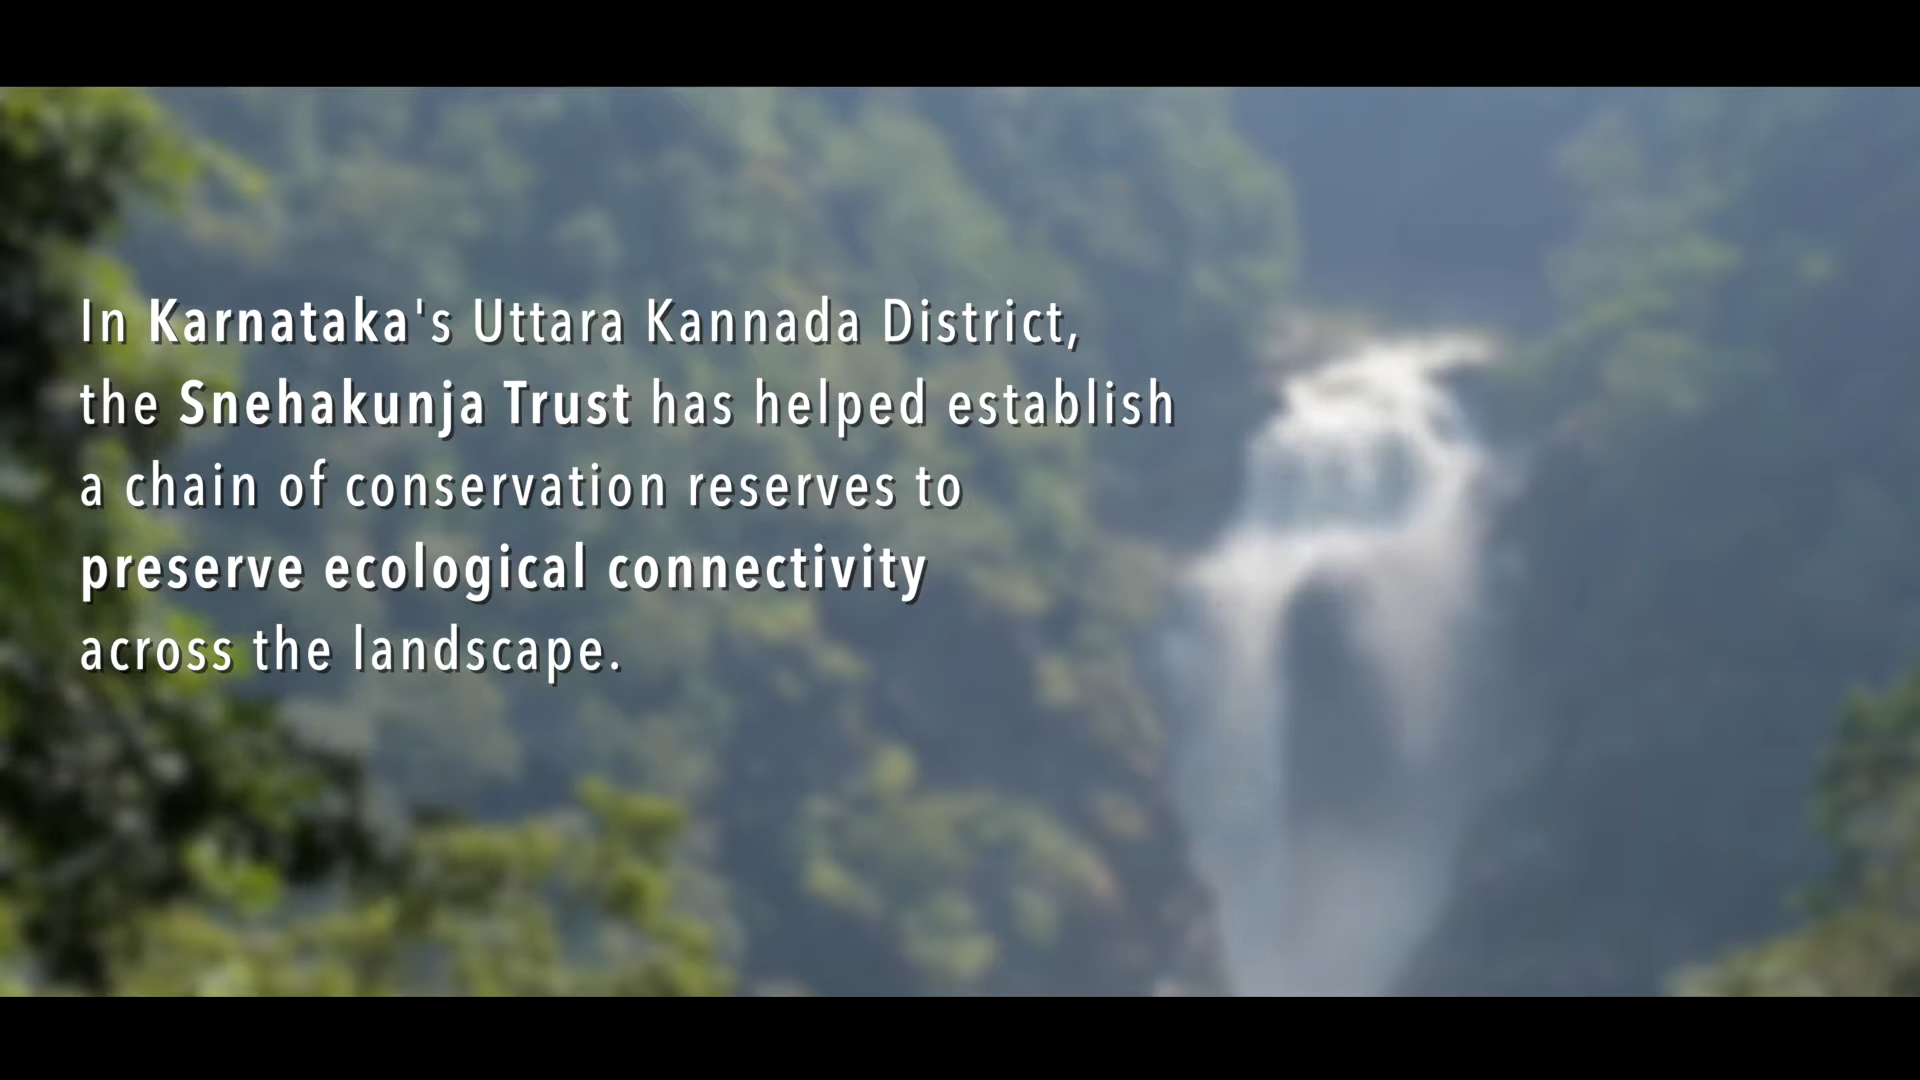 In Karnataka's Uttara Kannada District,
the Snehakunja Trust has helped establish
a chain of conservation reserves to
preserve ecological connectivity
across the landscape.